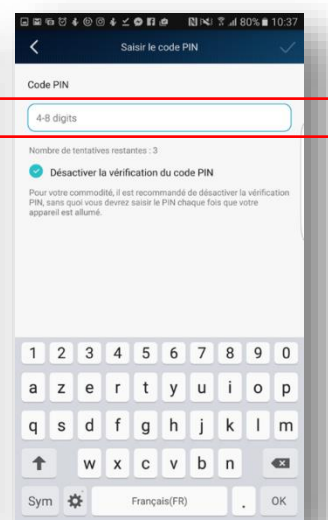 80% 10:37
Saisir le code PIN
Code PIN
4-8 digits
Nombre de tentatives restantes : 3
Désactiver la vérification du code PIN
Pour votre commodité, il est recommandé de désactiver la vérification
PIN, sans quoi vous devrez saisir le PIN chaque fois que votre
appareil est allumé.
1 2 3 4 5 6 7 8 9 0
a z e r t y u i o p
q s d f g h j k l m
w x c v b n
Sym Français(FR) . OK